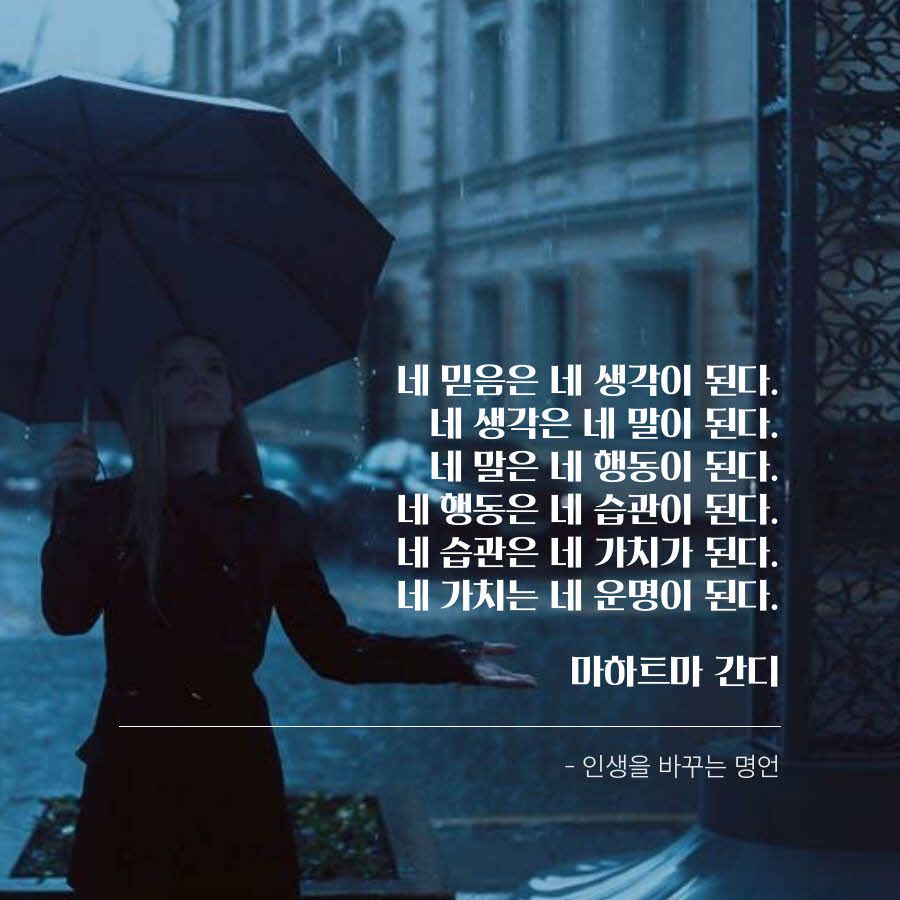 네 믿음은 네 생각이 된다.
네 생각은 네 말이 된다.
네 말은 네 행동이 된다.
네 행동은 네 습관이 된다.
네 습관은 네 가치가 된다.
네 가치는 네 운명이 된다.
마하트마 간디
- 인생을 바꾸는 명언